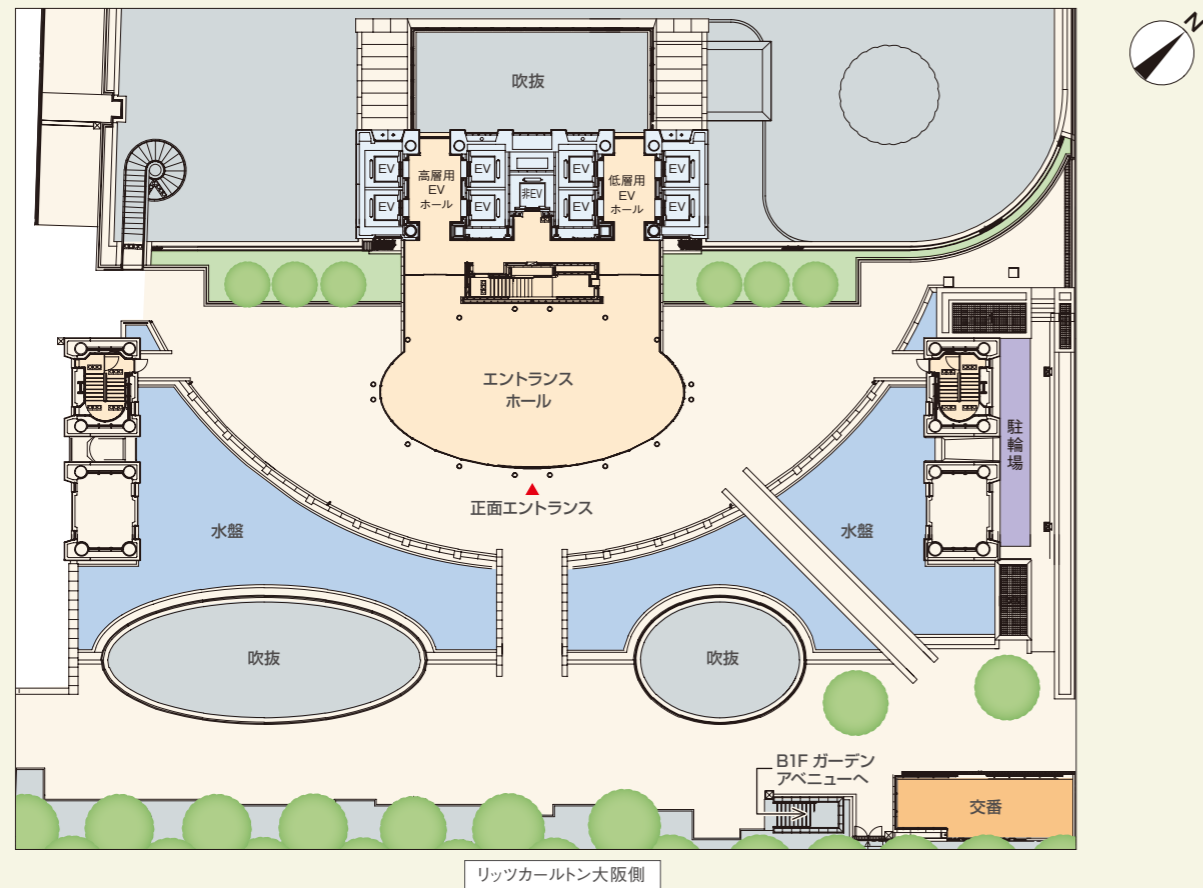 N
吹抜
EV
EV
EV
EV
高層用
EV
ホール
非EV
低層用
EV
ホール
EV
EV
EV
EV
エントランス
ホール
正面エントランス
駐輪場
水盤
水盤
吹抜
吹抜
B1F ガーデン
アベニューへ
交番
リッツカールトン大阪側